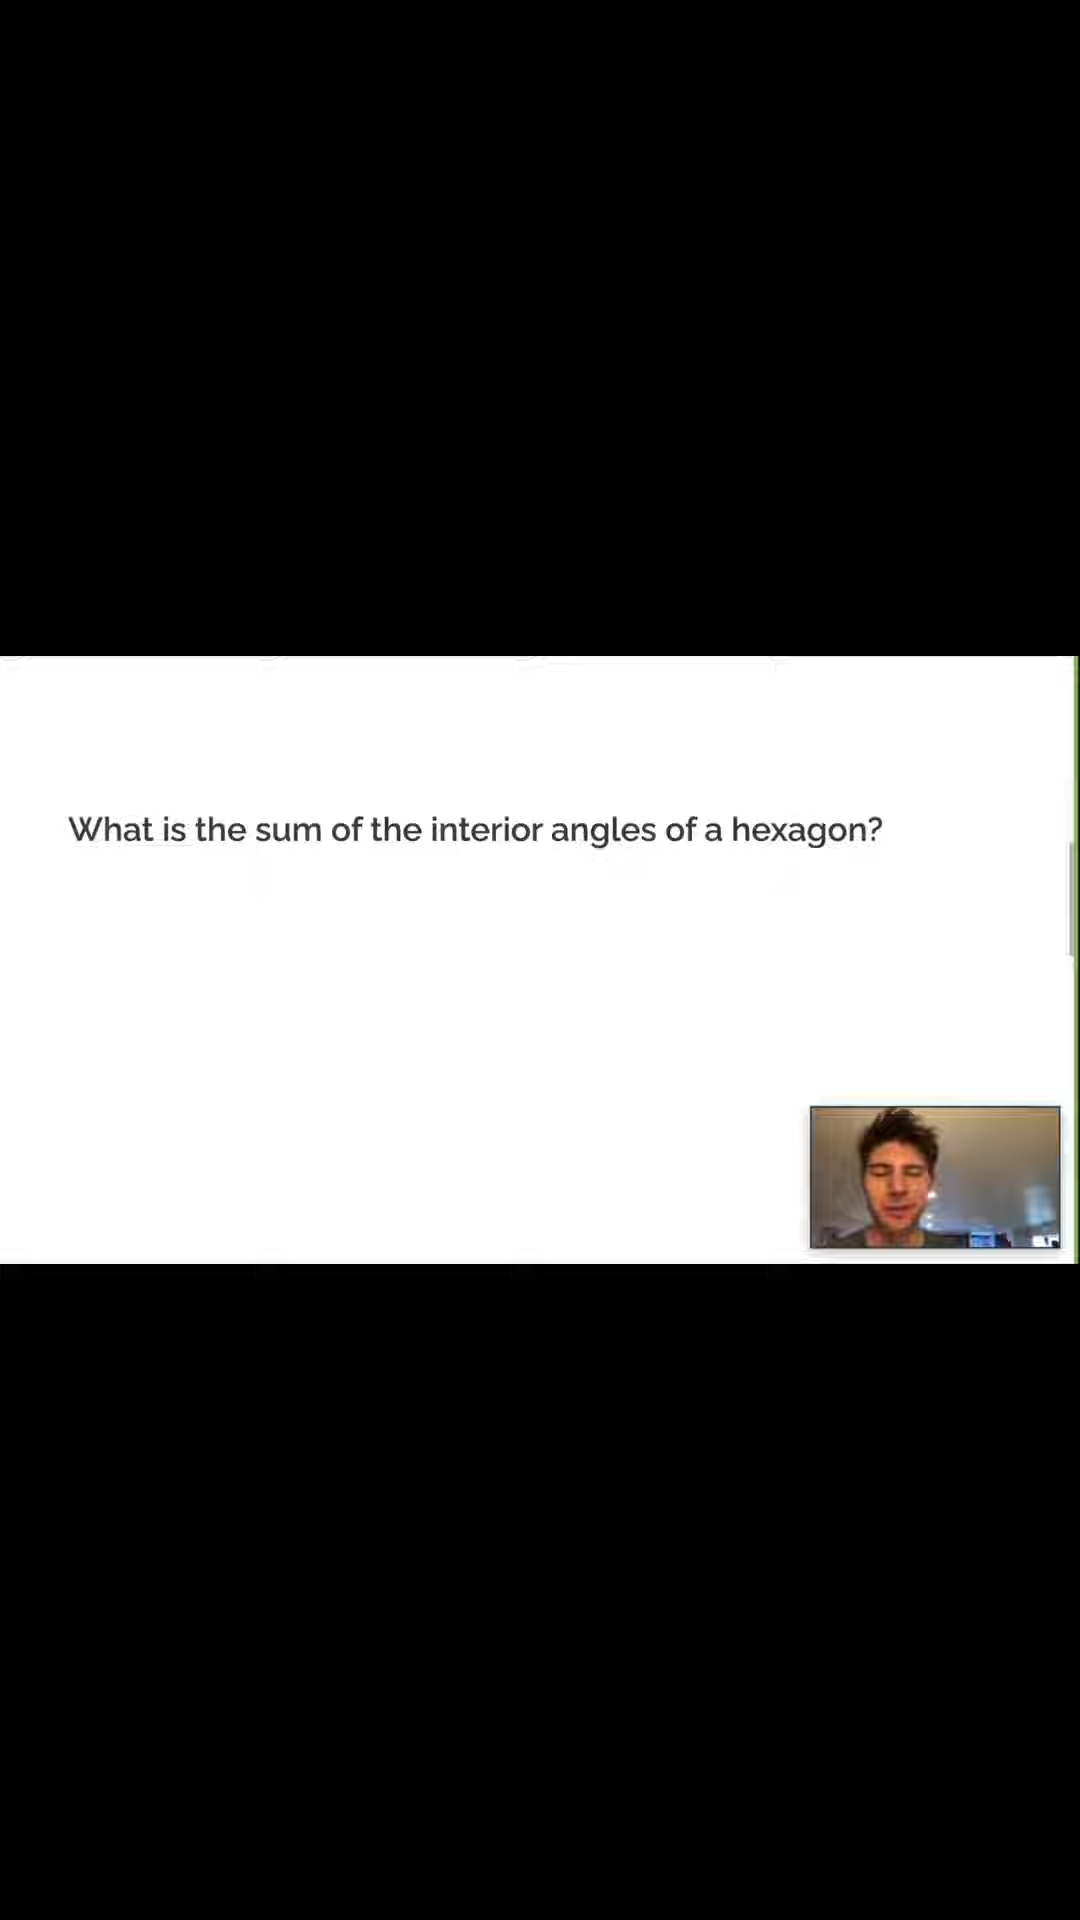 What is the sum of the interior angles of a hexagon?